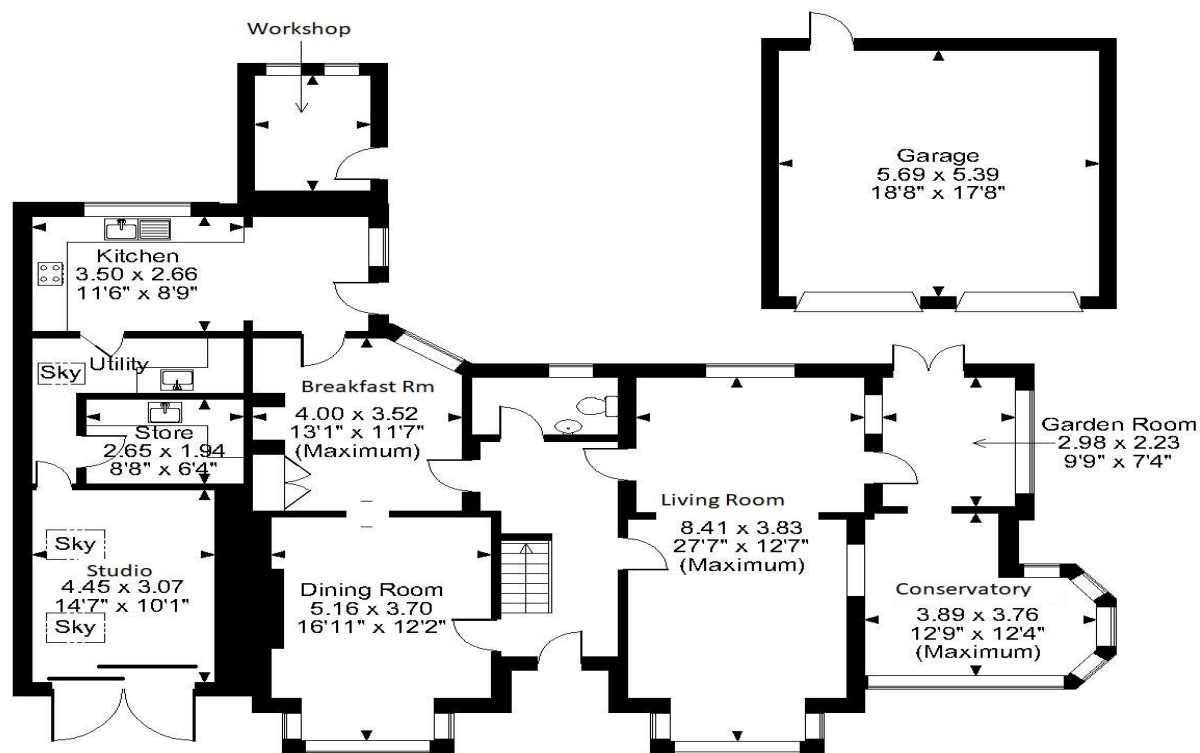 Workshop
Garage
5.69 x 5.39
18'8" x 17'8"
Kitchen
3.50 x 2.66
11'6" x 8'9"
Utility
Sky
Breakfast Rm
4.00 x 3.52
13'1" x 11'7"
(Maximum)
Store
2.65 x 1.94
8'8" x 6'4"
Garden Room
2.98 x 2.23
9'9" x 7'4"
Living Room
8.41 x 3.83
27'7" x 12'7"
(Maximum)
Sky
Studio
4.45 x 3.07
14'7" x 10'1"
Sky
Dining Room
5.16 x 3.70
16'11" x 12'2"
Conservatory
3.89 x 3.76
12'9" x 12'4"
(Maximum)